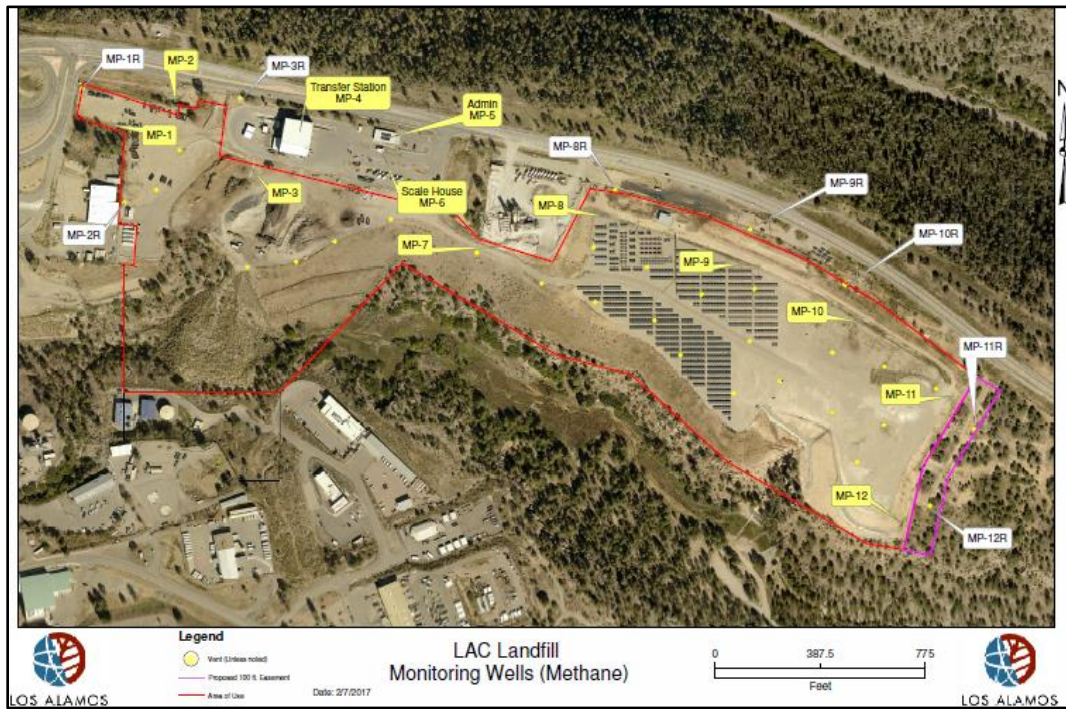 MP-1R
MP-2
MP-3R
Transfer Station
MP-4
Admin
MP-5
MP-1
MP-8R
MP-3
Scale House
MP-6
MP-8
MP-9R
MP-2R
MP-7
MP-9
MP-10R
MP-10
MP-11R
MP-11
MP-12
MP-12R
N
Legend
Vent (Unless noted)
Proposed 100 ft. Easement
Area of Use
Date: 2/7/2017
LAC Landfill
Monitoring Wells (Methane)
0 387.5 775
Feet
LOS ALAMOS
LOS ALAMOS